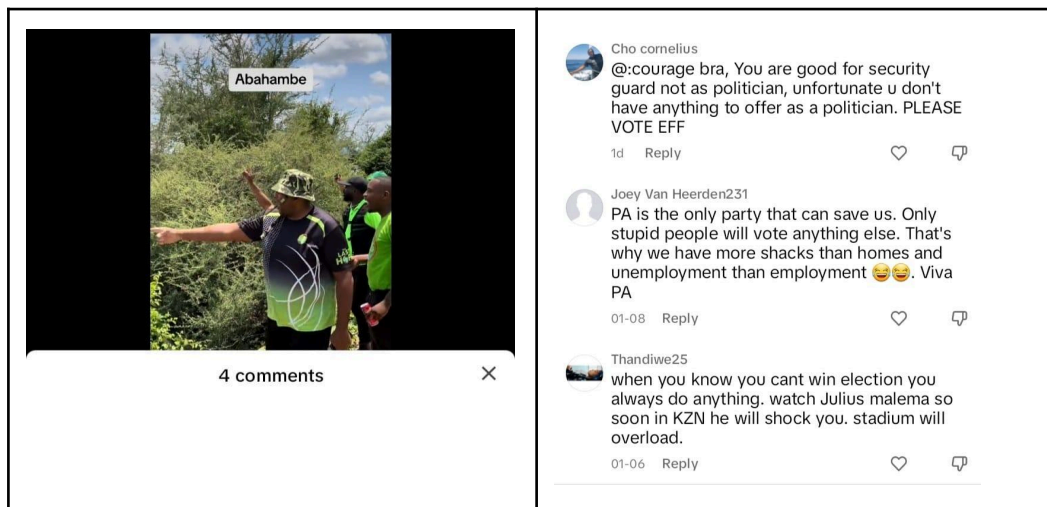 Abahambe
4 comments
Cho cornelius
@:courage bra, You are good for security
guard not as politician, unfortunate u don't
have anything to offer as a politician. PLEASE
VOTE EFF
1d Reply
Joey Van Heerden231
PA is the only party that can save us. Only
stupid people will vote anything else. That's
why we have more shacks than homes and
unemployment than employment 😂😂. Viva
PA
01-08 Reply
Thandiwe25
when you know you cant win election you
always do anything. watch Julius malema so
soon in KZN he will shock you. stadium will
overload.
01-06 Reply